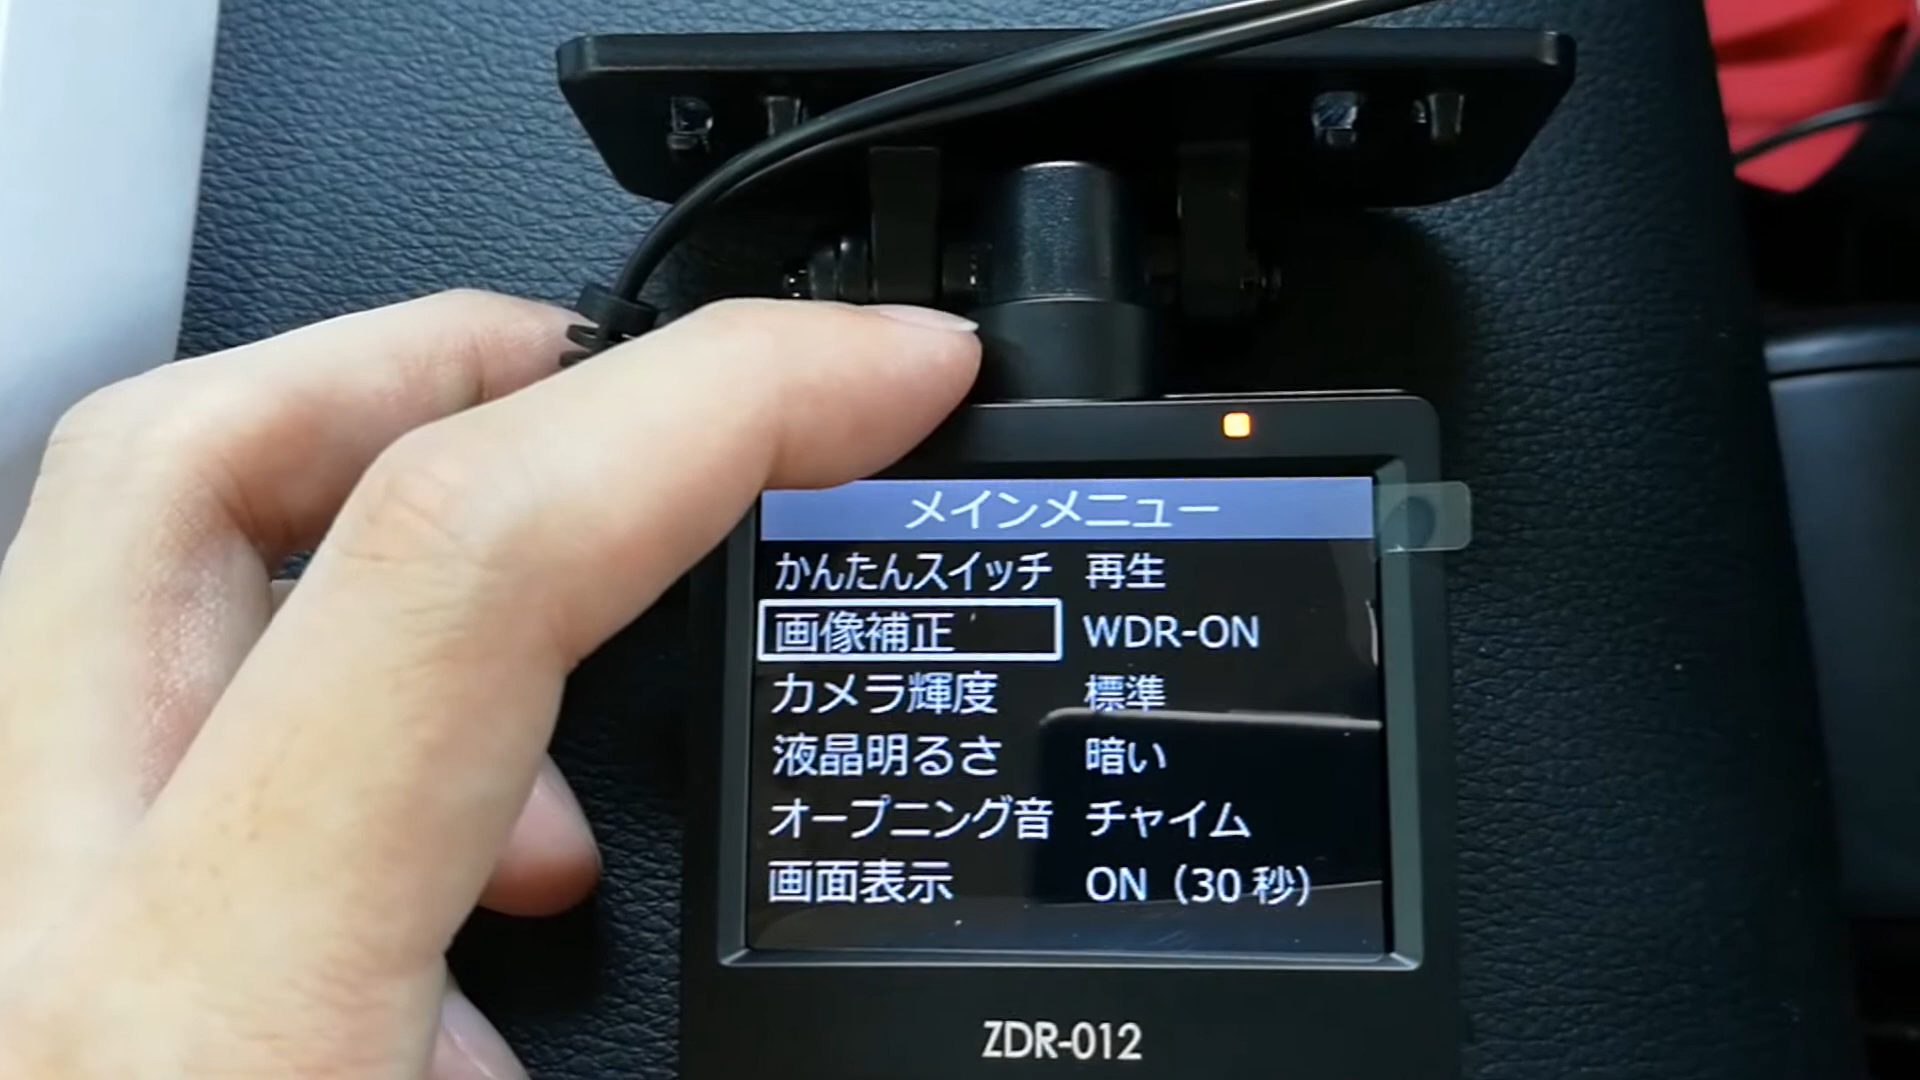 メインメニュー
かんたんスイッチ 再生
画像補正 WDR-ON
カメラ輝度 標準
液晶明るさ 暗い
オープニング音 チャイム
画面表示 ON（30秒）
ZDR-012